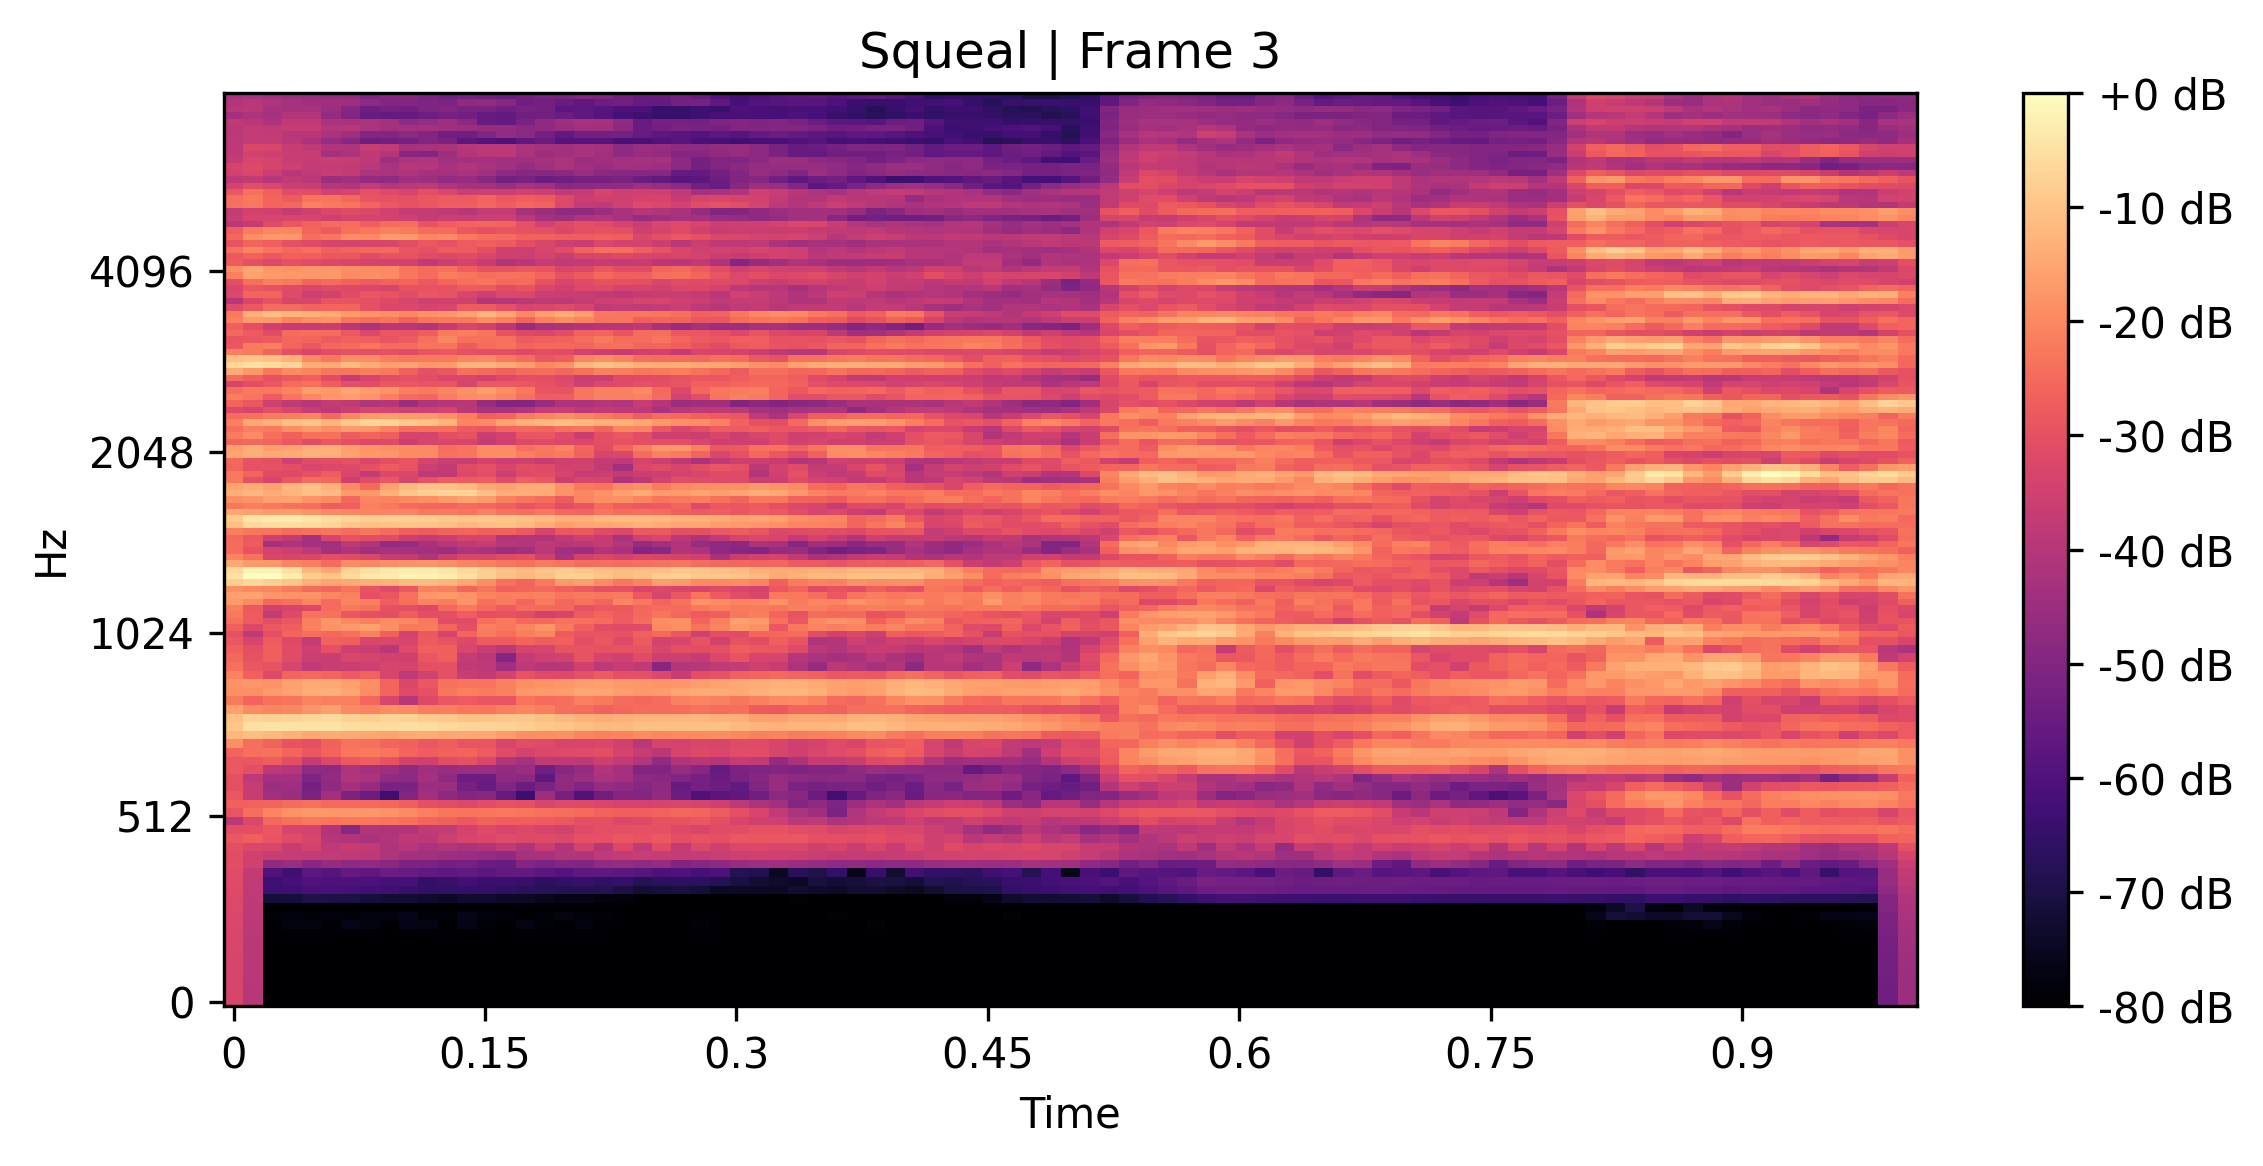 Squeal | Frame 3
Hz
4096
2048
1024
512
0
0 0.15 0.3 0.45 0.6 0.75 0.9
Time
+0 dB
-10 dB
-20 dB
-30 dB
-40 dB
-50 dB
-60 dB
-70 dB
-80 dB